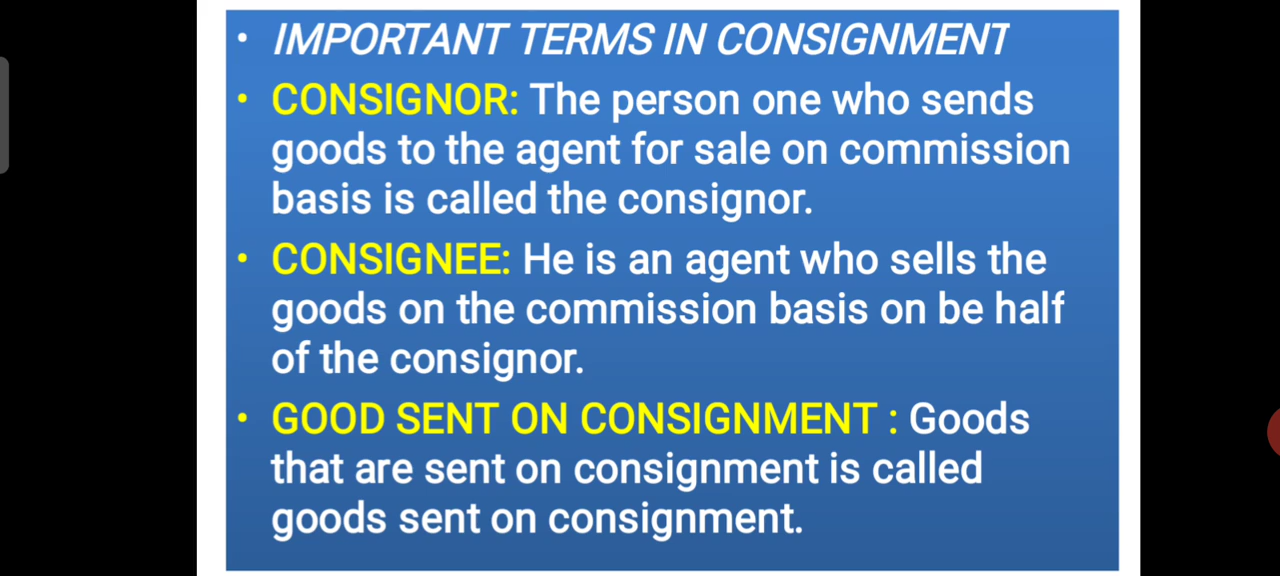 • IMPORTANT TERMS IN CONSIGNMENT
• CONSIGNOR: The person one who sends
goods to the agent for sale on commission
basis is called the consignor.
• CONSIGNEE: He is an agent who sells the
goods on the commission basis on be half
of the consignor.
• GOOD SENT ON CONSIGNMENT : Goods
that are sent on consignment is called
goods sent on consignment.